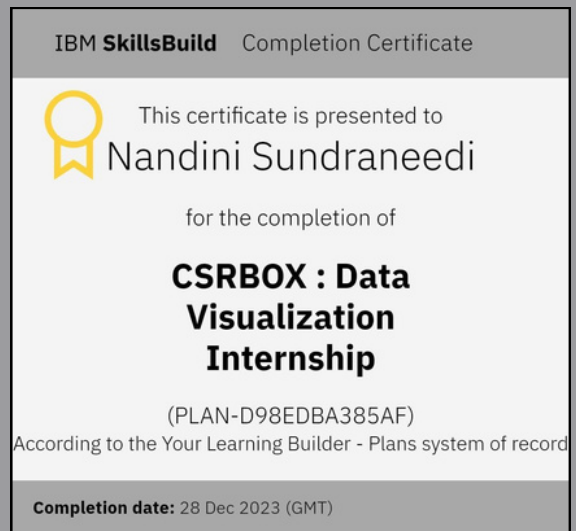 IBM SkillsBuild Completion Certificate
This certificate is presented to
Nandini Sundraneedi
for the completion of
CSRBOX : Data
Visualization
Internship
(PLAN-D98EDBA385AF)
According to the Your Learning Builder - Plans system of record
Completion date: 28 Dec 2023 (GMT)